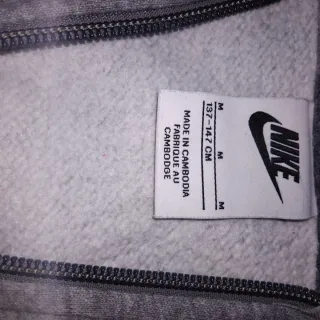 NIKE
M M M
137-147 CM
MADE IN CAMBODIA
FABRIQUE AU
CAMBODGE